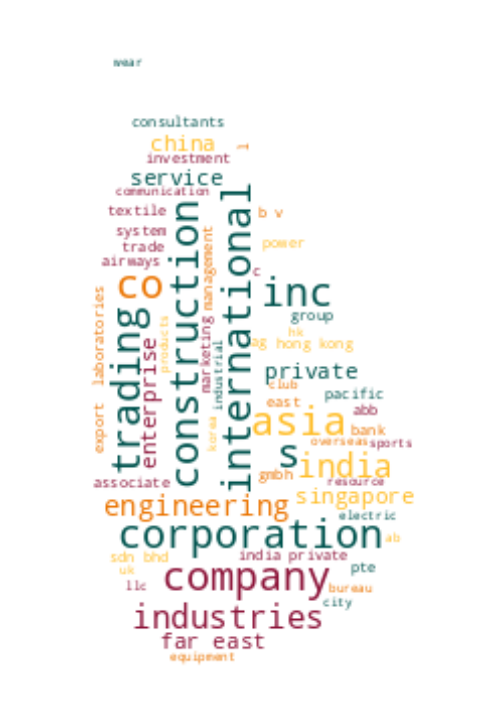 wear
consultants
china
l
investment
service
communication
textile
b v
system
trade
power
airways
c
co
inc
construction
international
management
laboratories
group
trading
products
marketing
industrial
enterprise
hk
ag
hong kong
private
club
pacific
east
abb
asia
korea
export
bank
overseas
sports
s
india
gmbh
resource
associate
singapore
engineering
electric
corporation
ab
sdn bhd
india private
uk
pte
company
llc
bureau
city
industries
far east
equipment